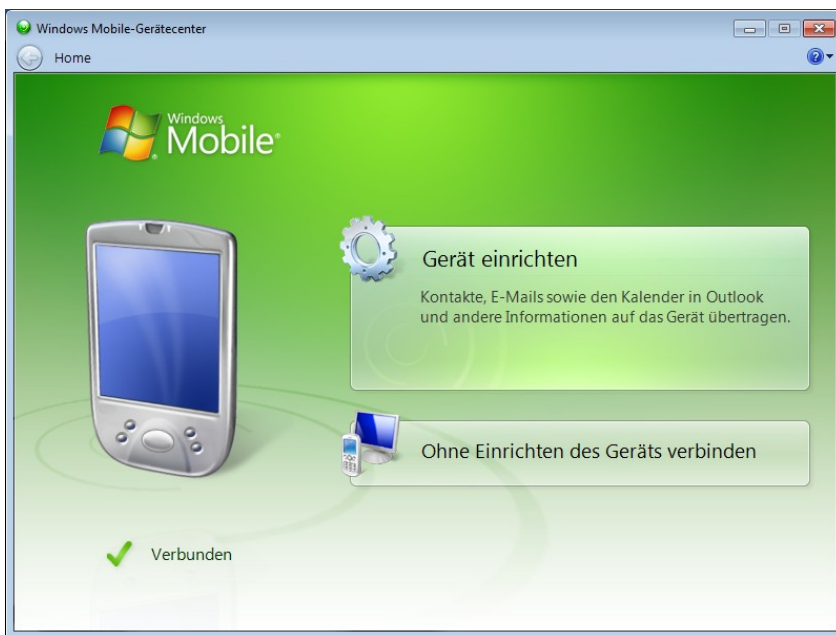 Windows Mobile-Gerätecenter
Home
Windows
Mobile
Gerät einrichten
Kontakte, E-Mails sowie den Kalender in Outlook
und andere Informationen auf das Gerät übertragen.
Ohne Einrichten des Geräts verbinden
Verbunden